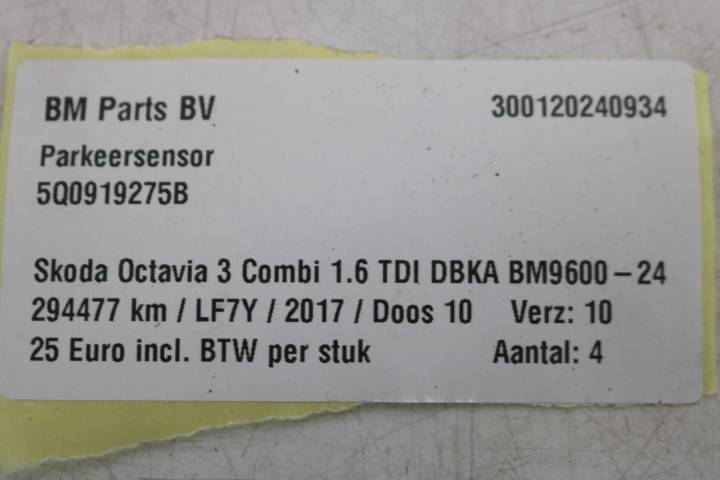 BM Parts BV 300120240934
Parkeersensor
5Q0919275B
Skoda Octavia 3 Combi 1.6 TDI DBKA BM9600-24
294477 km / LF7Y / 2017 / Doos 10 Verz: 10
25 Euro incl. BTW per stuk Aantal: 4